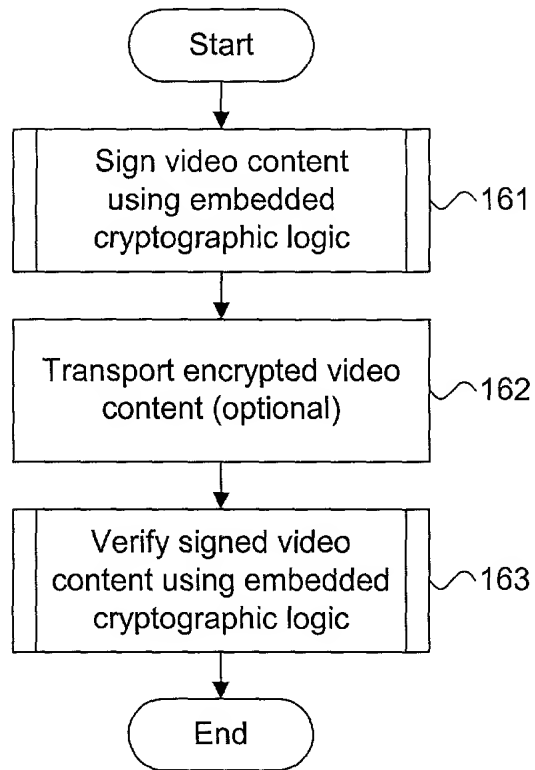 Start
Sign video content
using embedded
cryptographic logic
161
Transport encrypted video
content (optional)
162
Verify signed video
content using embedded
cryptographic logic
163
End